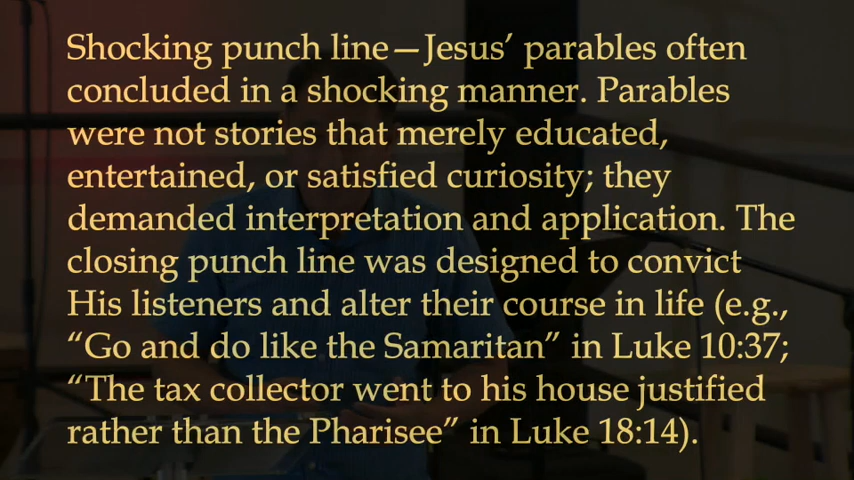 Shocking punch line—Jesus’ parables often
concluded in a shocking manner. Parables
were not stories that merely educated,
entertained, or satisfied curiosity; they
demanded interpretation and application. The
closing punch line was designed to convict
His listeners and alter their course in life (e.g.,
“Go and do like the Samaritan” in Luke 10:37;
“The tax collector went to his house justified
rather than the Pharisee” in Luke 18:14).